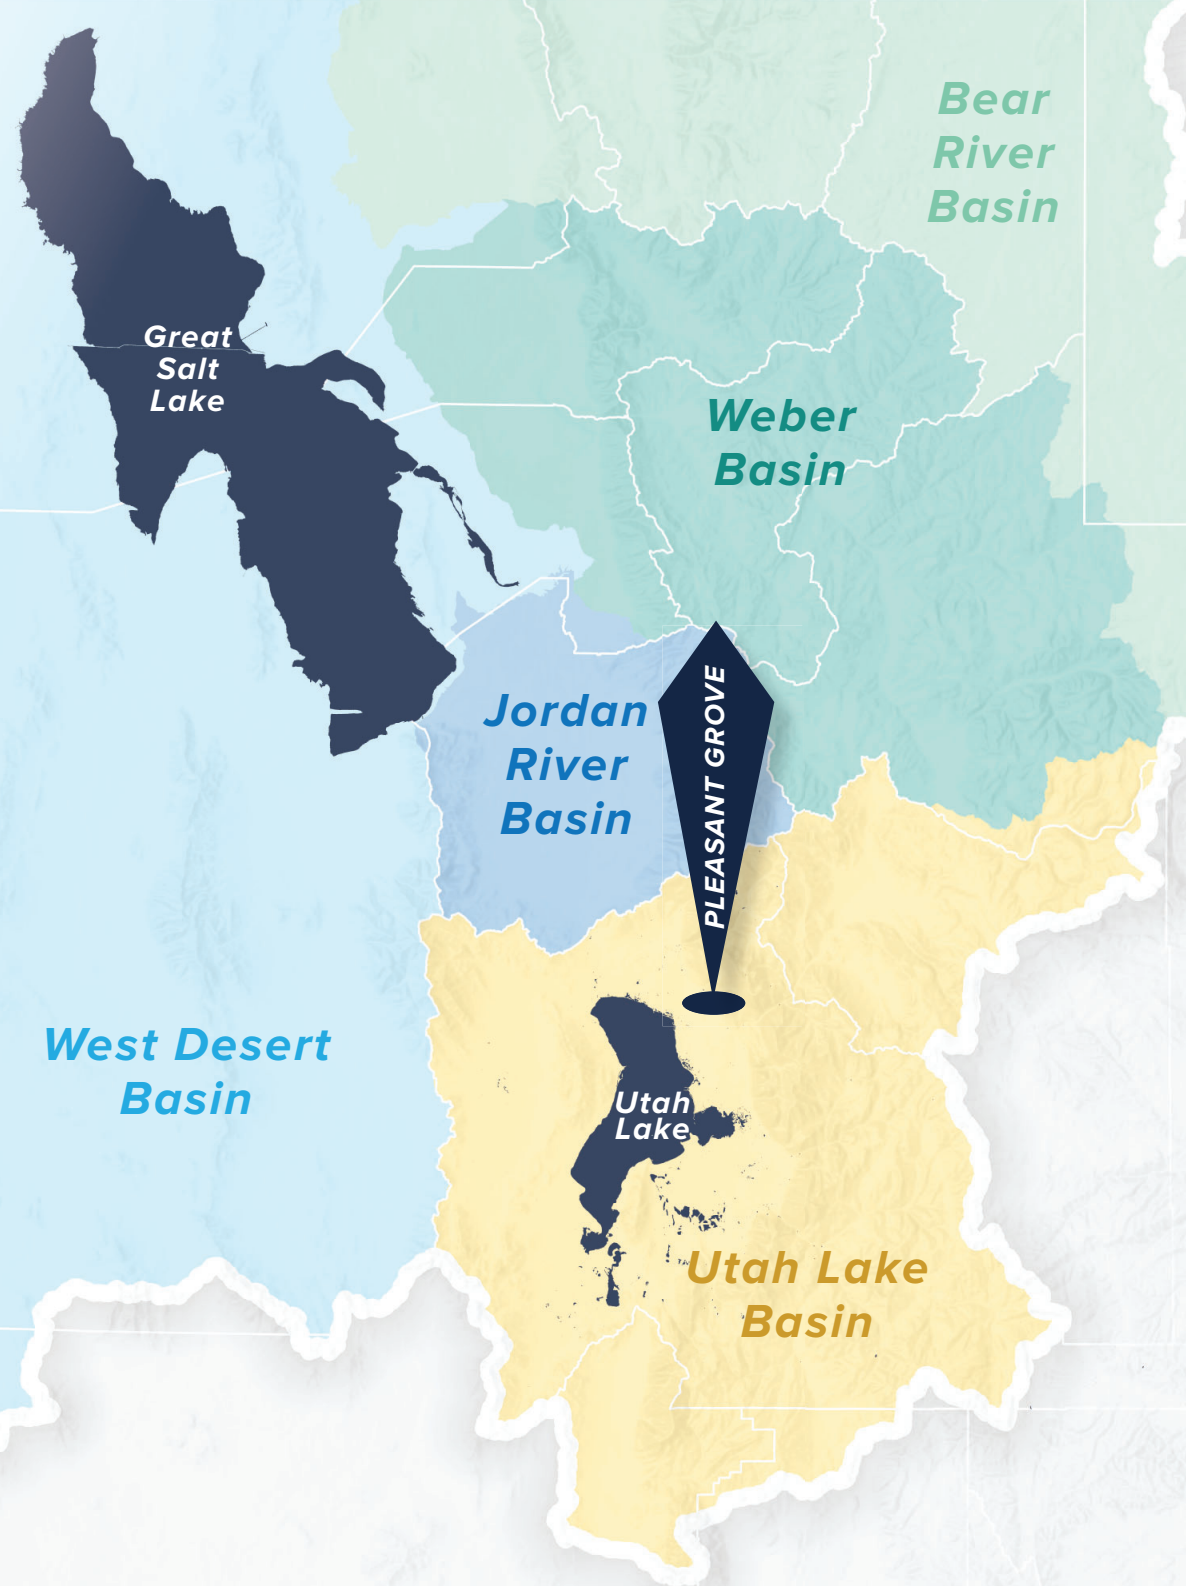 Bear
River
Basin
Great
Salt
Lake
Weber
Basin
Jordan
River
Basin
PLEASANT GROVE
West Desert
Basin
Utah
Lake
Utah Lake
Basin